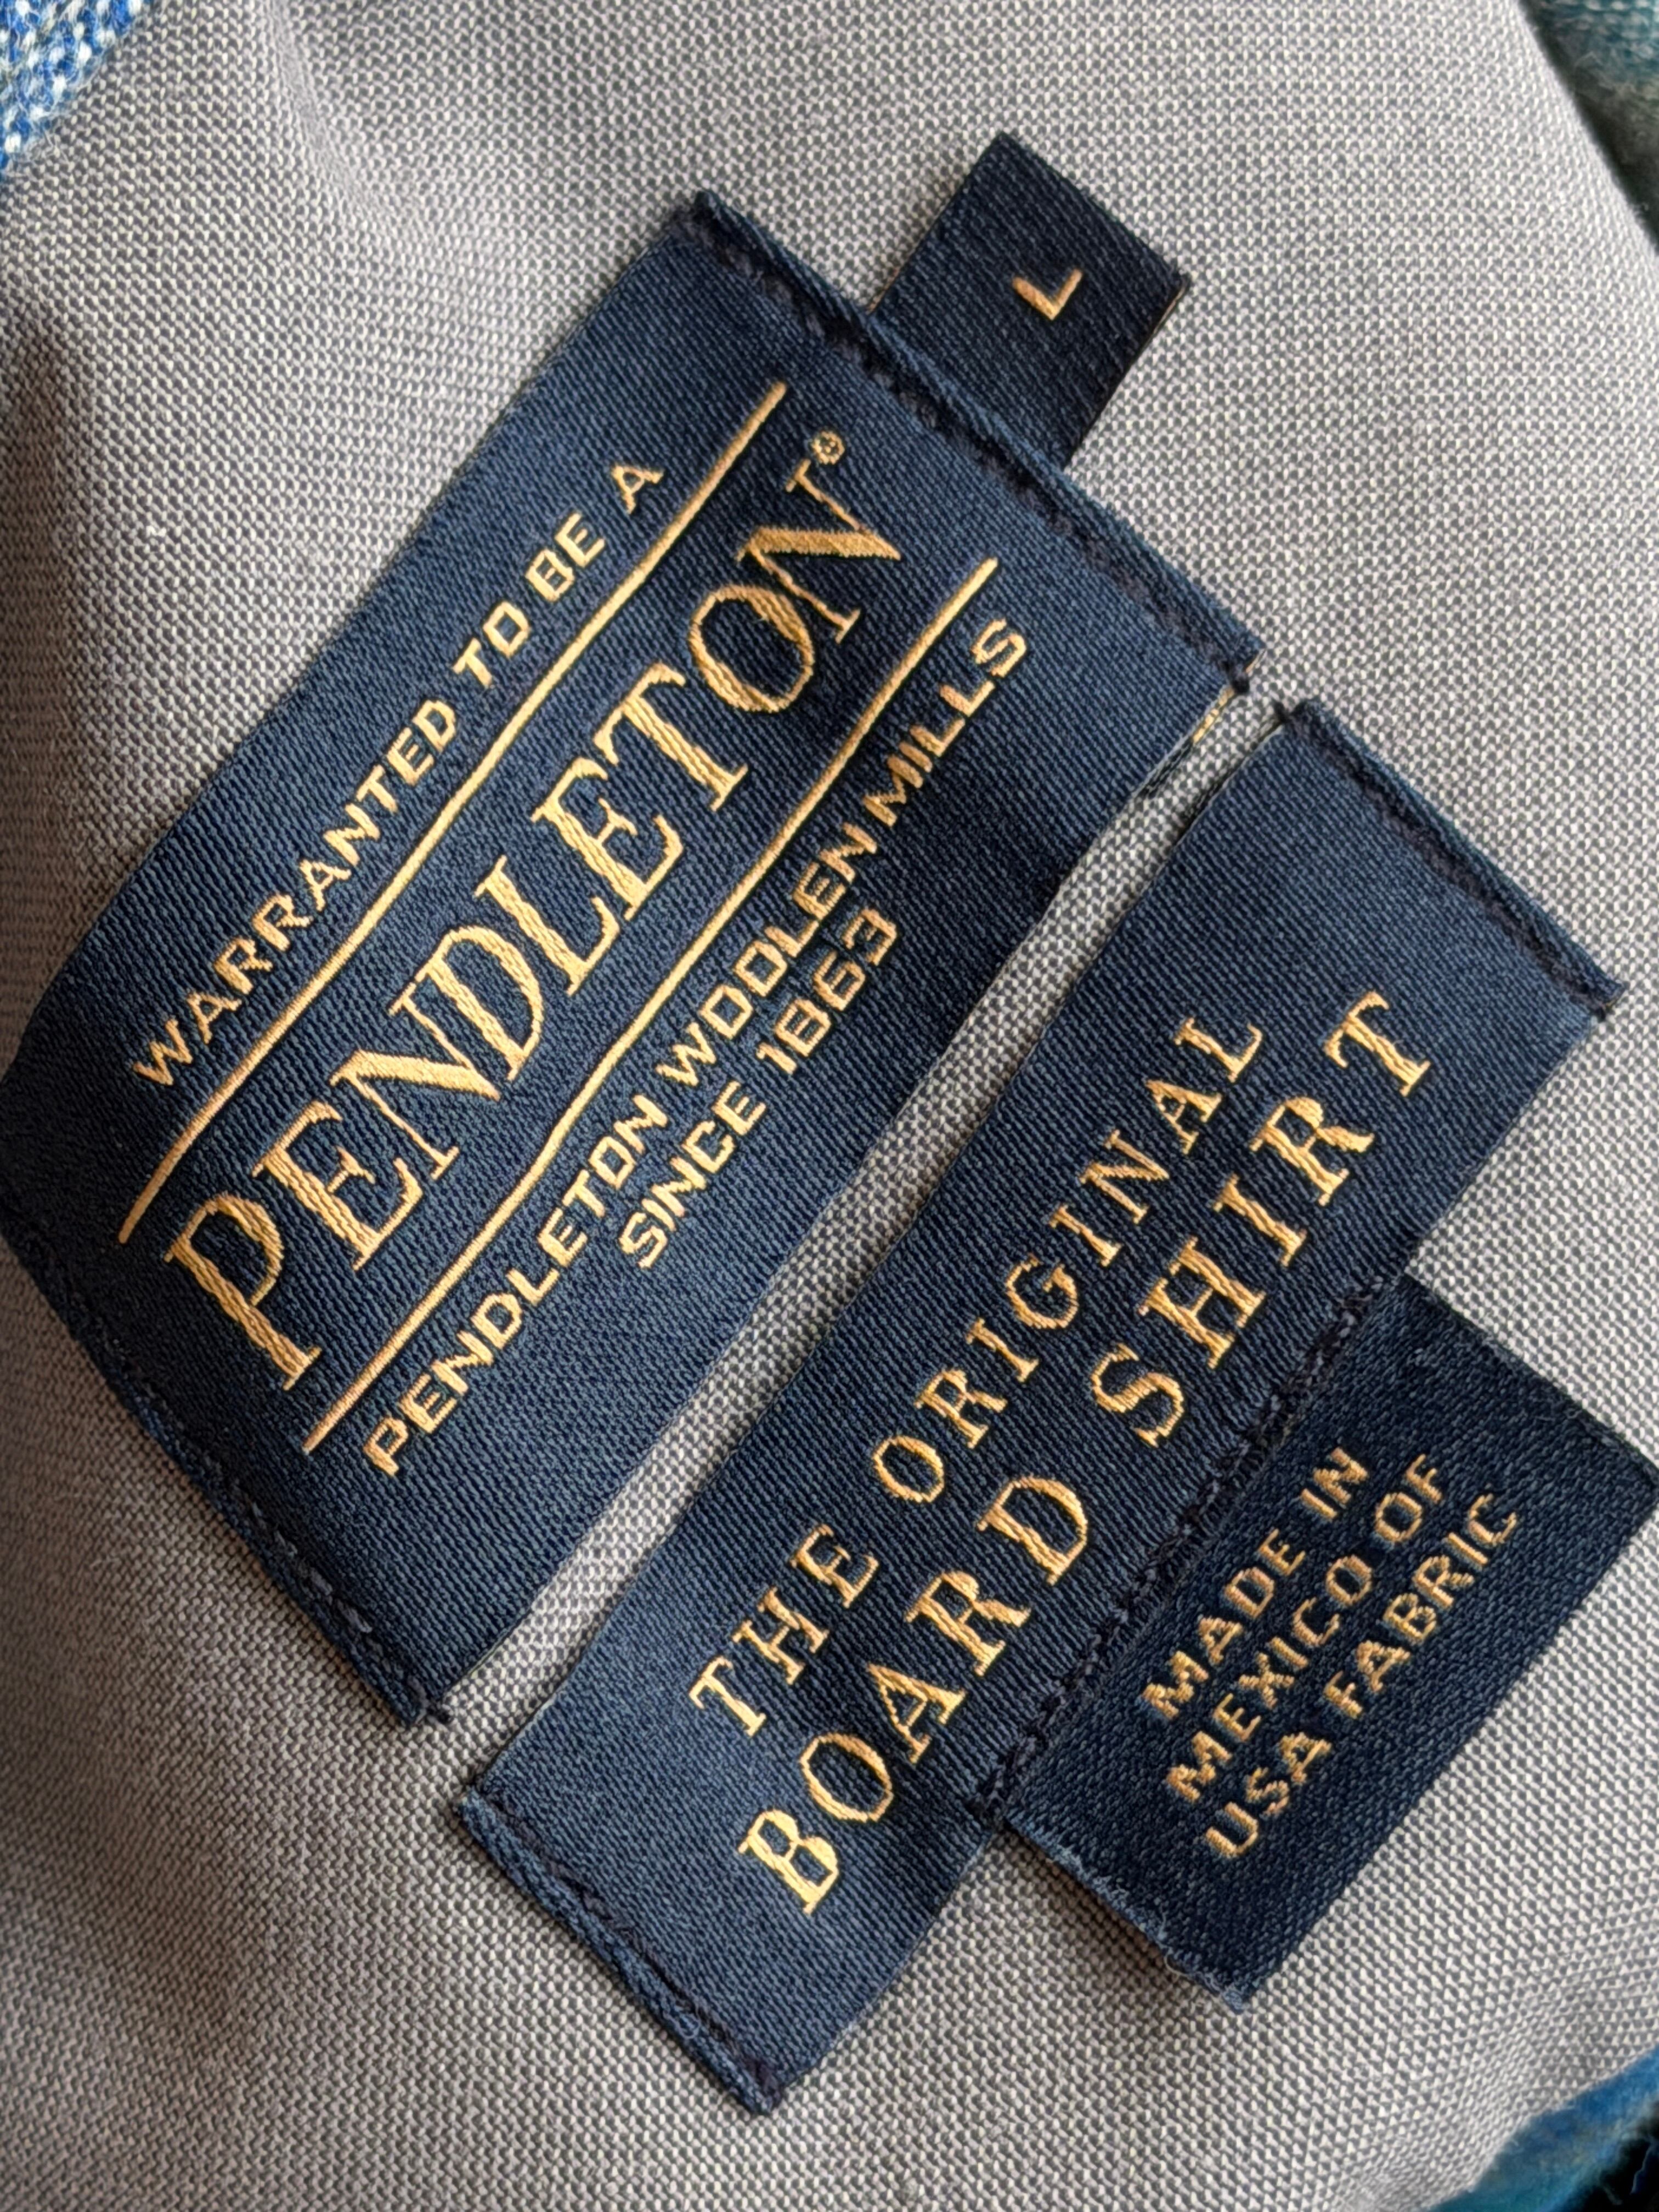 L
WARRANTED TO BE A
PENDLETON®
PENDLETON WOOLEN MILLS
SINCE 1863
THE ORIGINAL
BOARD SHIRT
MADE IN
MEXICO OF
USA FABRIC